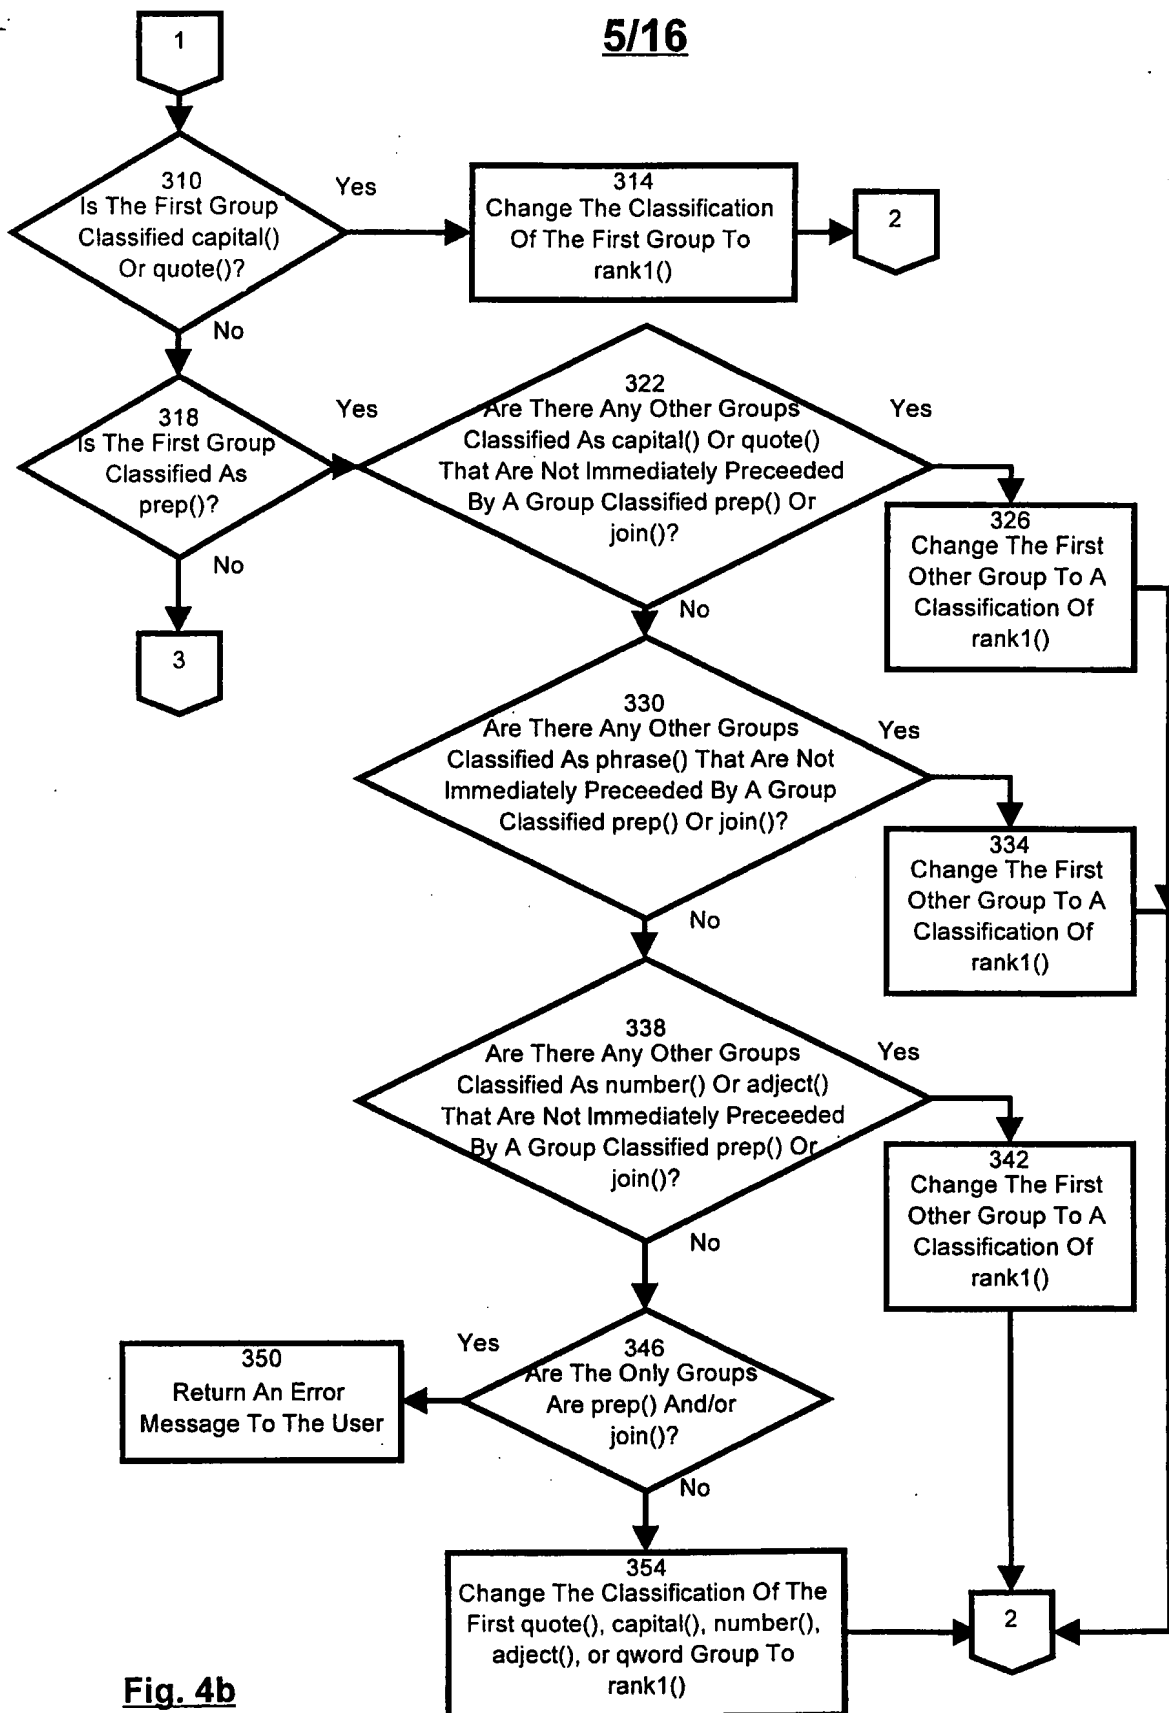 5/16
1
310
Is The First Group
Classified capital()
Or quote()?
Yes
314
Change The Classification
Of The First Group To
rank1()
2
No
318
Is The First Group
Classified As
prep()?
Yes
322
Are There Any Other Groups
Classified As capital() Or quote()
That Are Not Immediately Preceeded
By A Group Classified prep() Or
join()?
Yes
326
Change The First
Other Group To A
Classification Of
rank1()
No
3
No
330
Are There Any Other Groups
Classified As phrase() That Are Not
Immediately Preceeded By A Group
Classified prep() Or join()?
Yes
334
Change The First
Other Group To A
Classification Of
rank1()
No
338
Are There Any Other Groups
Classified As number() Or adject()
That Are Not Immediately Preceeded
By A Group Classified prep() Or
join()?
Yes
342
Change The First
Other Group To A
Classification Of
rank1()
No
346
Are The Only Groups
Are prep() And/or
join()?
Yes
350
Return An Error
Message To The User
No
354
Change The Classification Of The
First quote(), capital(), number(),
adject(), or qword Group To
rank1()
2
Fig. 4b